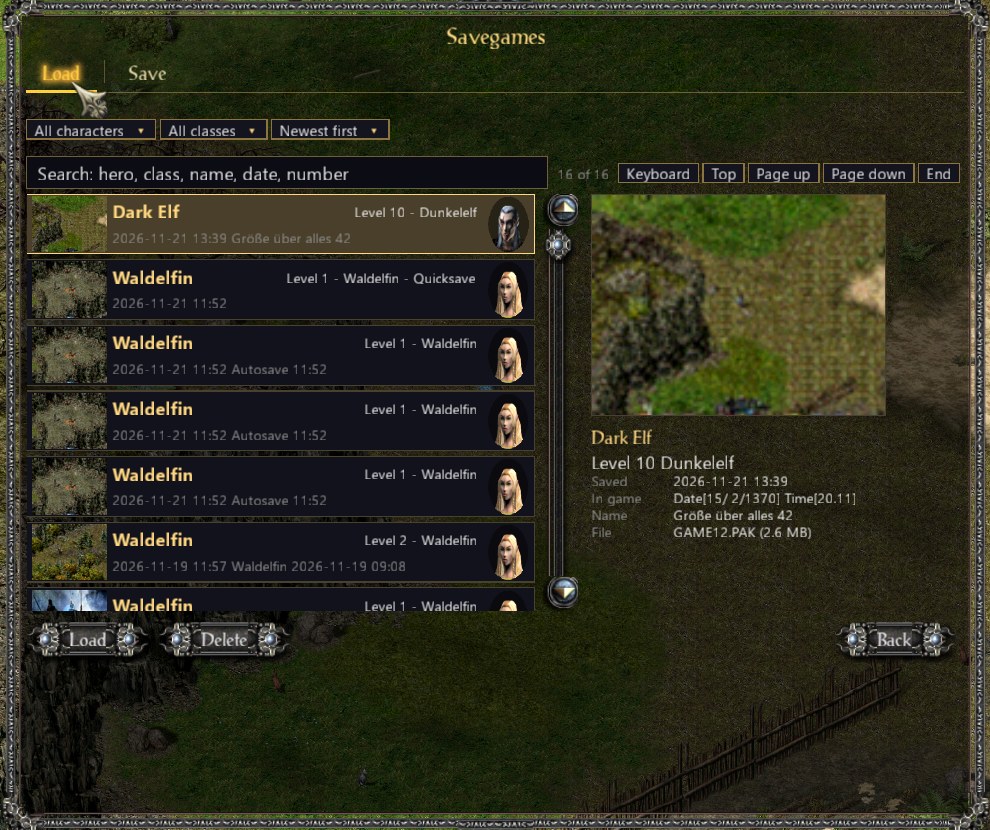 Savegames
Load
Save
All characters
All classes
Newest first
Search: hero, class, name, date, number
16 of 16
Keyboard
Top
Page up
Page down
End
Dark Elf
Level 10 - Dunkelelf
2026-11-21 13:39 Größe über alles 42
Waldelfin
Level 1 - Waldelfin - Quicksave
2026-11-21 11:52
Waldelfin
Level 1 - Waldelfin
2026-11-21 11:52 Autosave 11:52
Waldelfin
Level 1 - Waldelfin
2026-11-21 11:52 Autosave 11:52
Waldelfin
Level 1 - Waldelfin
2026-11-21 11:52 Autosave 11:52
Waldelfin
Level 2 - Waldelfin
2026-11-19 11:57 Waldelfin 2026-11-19 09:08
Waldelfin
Level 1 - Waldelfin
Dark Elf
Level 10 Dunkelelf
Saved 2026-11-21 13:39
In game Date[15/ 2/1370] Time[20.11]
Name Größe über alles 42
File GAME12.PAK (2.6 MB)
Load
Delete
Back